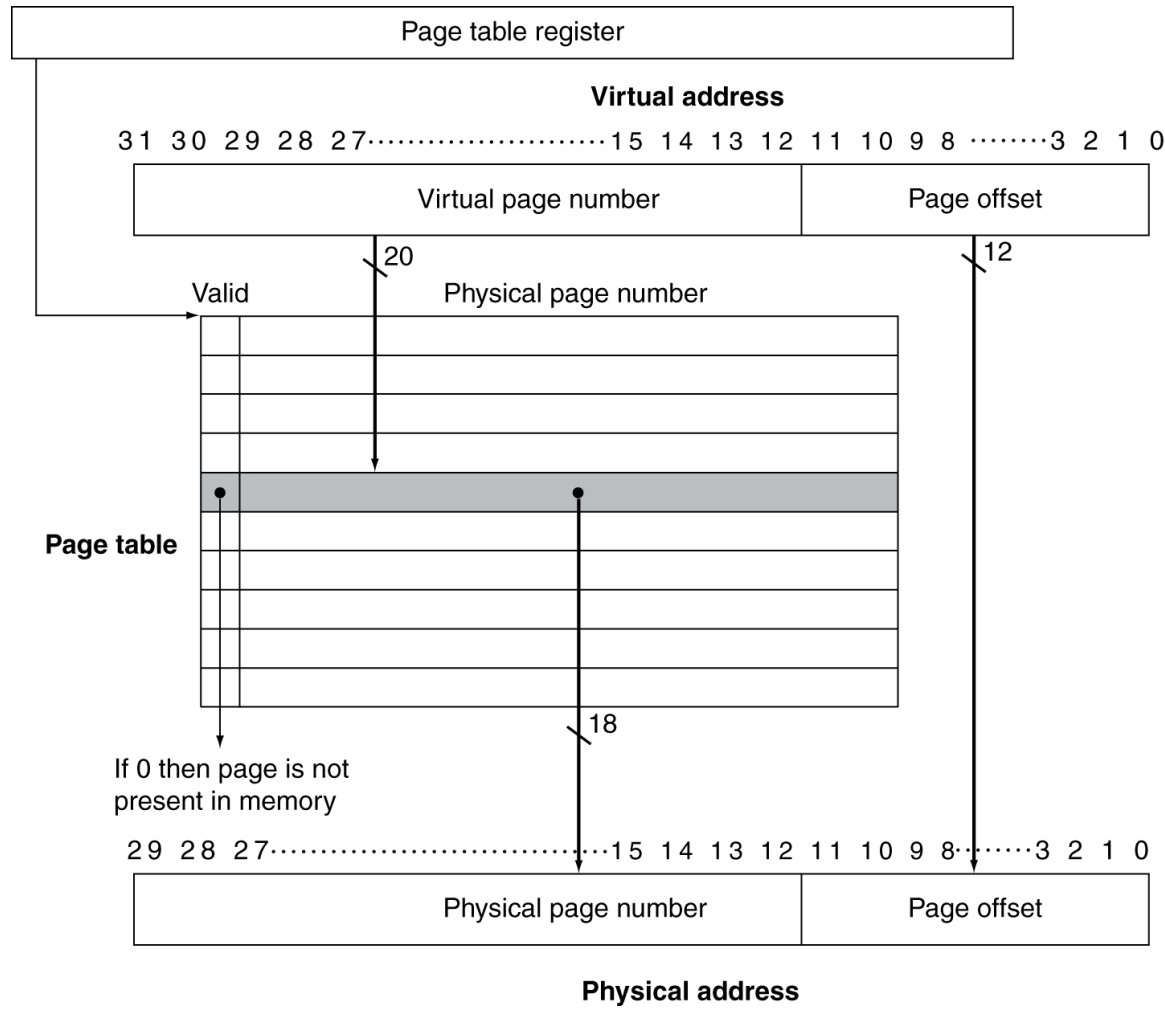 Page table register
Virtual address
31 30 29 28 27························15 14 13 12 11 10 9 8 ········3 2 1 0
Virtual page number Page offset
20 12
Valid Physical page number
Page table
18
If 0 then page is not
present in memory
29 28 27··································15 14 13 12 11 10 9 8········3 2 1 0
Physical page number Page offset
Physical address